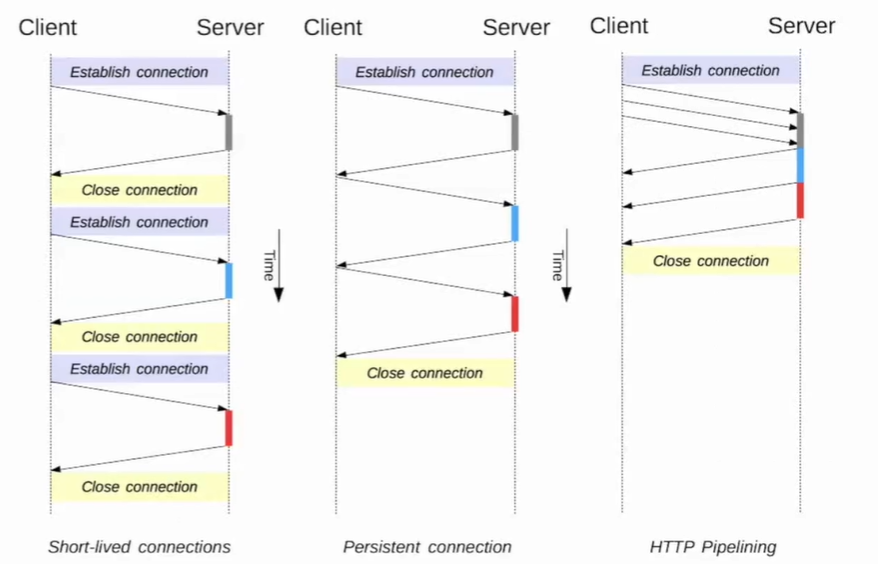 Client
Server
Establish connection
Close connection
Establish connection
Close connection
Establish connection
Close connection
Short-lived connections
Time
Client
Server
Establish connection
Close connection
Persistent connection
Time
Client
Server
Establish connection
Close connection
HTTP Pipelining